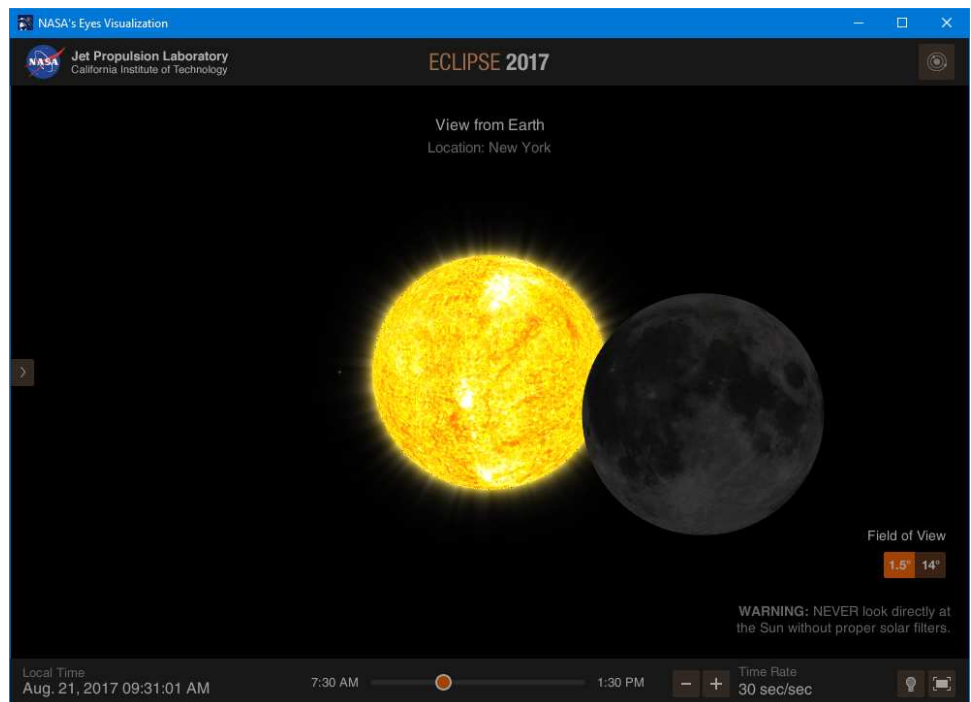 NASA's Eyes Visualization
NASA
Jet Propulsion Laboratory
California Institute of Technology
ECLIPSE 2017
View from Earth
Location: New York
Field of View
1.5° 14°
WARNING: NEVER look directly at
the Sun without proper solar filters.
Local Time
Aug. 21, 2017 09:31:01 AM
7:30 AM
1:30 PM
Time Rate
30 sec/sec